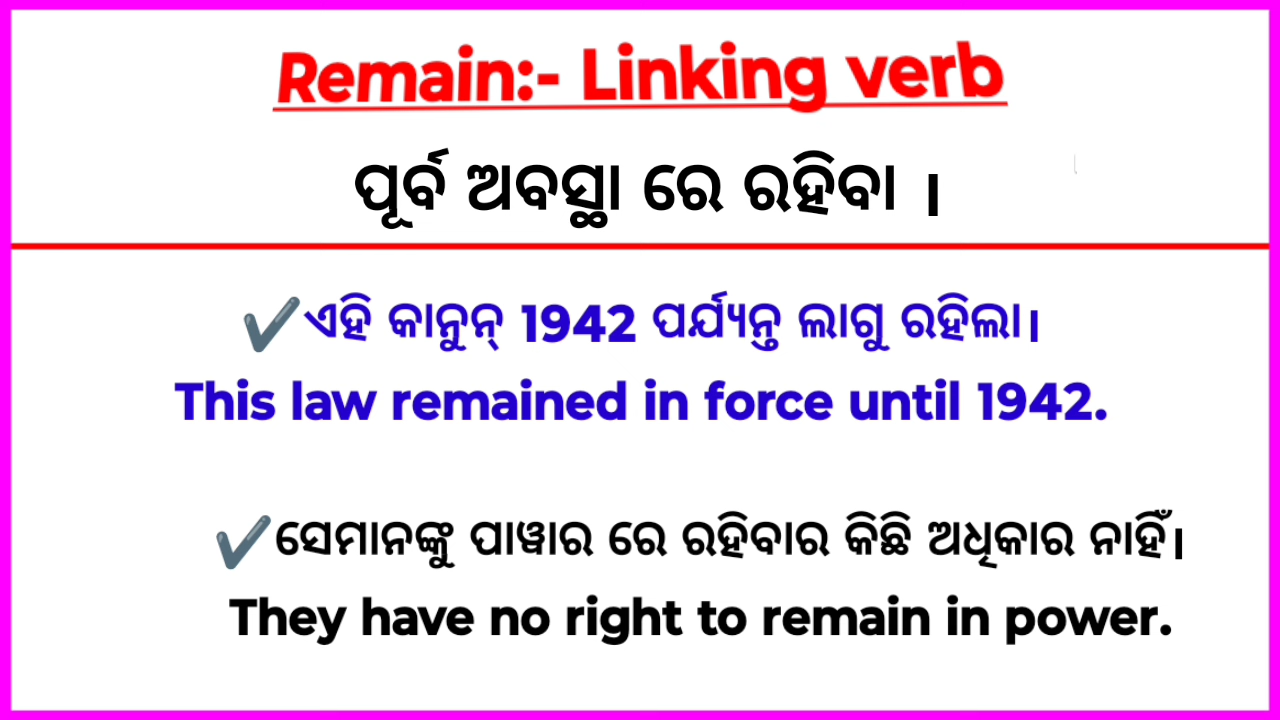 Remain:- Linking verb
ପୂର୍ବ ଅବସ୍ଥା ରେ ରହିବା ।
✔ଏହି କାନୁନ୍ 1942 ପର୍ଯ୍ୟନ୍ତ ଲାଗୁ ରହିଲା।
This law remained in force until 1942.
✔ସେମାନଙ୍କୁ ପାୱାର ରେ ରହିବାର କିଛି ଅଧିକାର ନାହିଁ।
They have no right to remain in power.